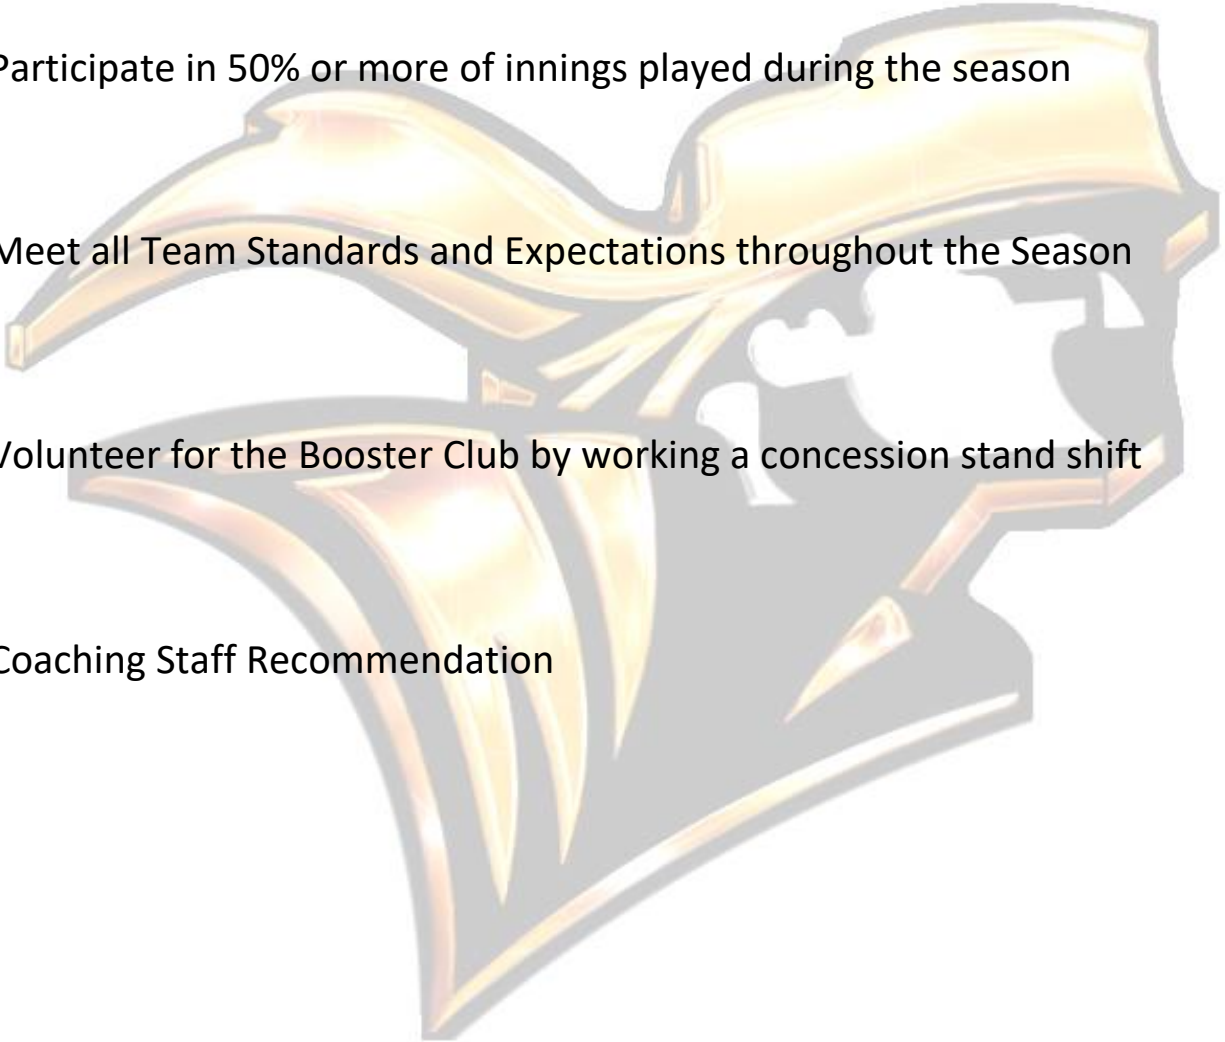 Participate in 50% or more of innings played during the season
Meet all Team Standards and Expectations throughout the Season
Volunteer for the Booster Club by working a concession stand shift
Coaching Staff Recommendation